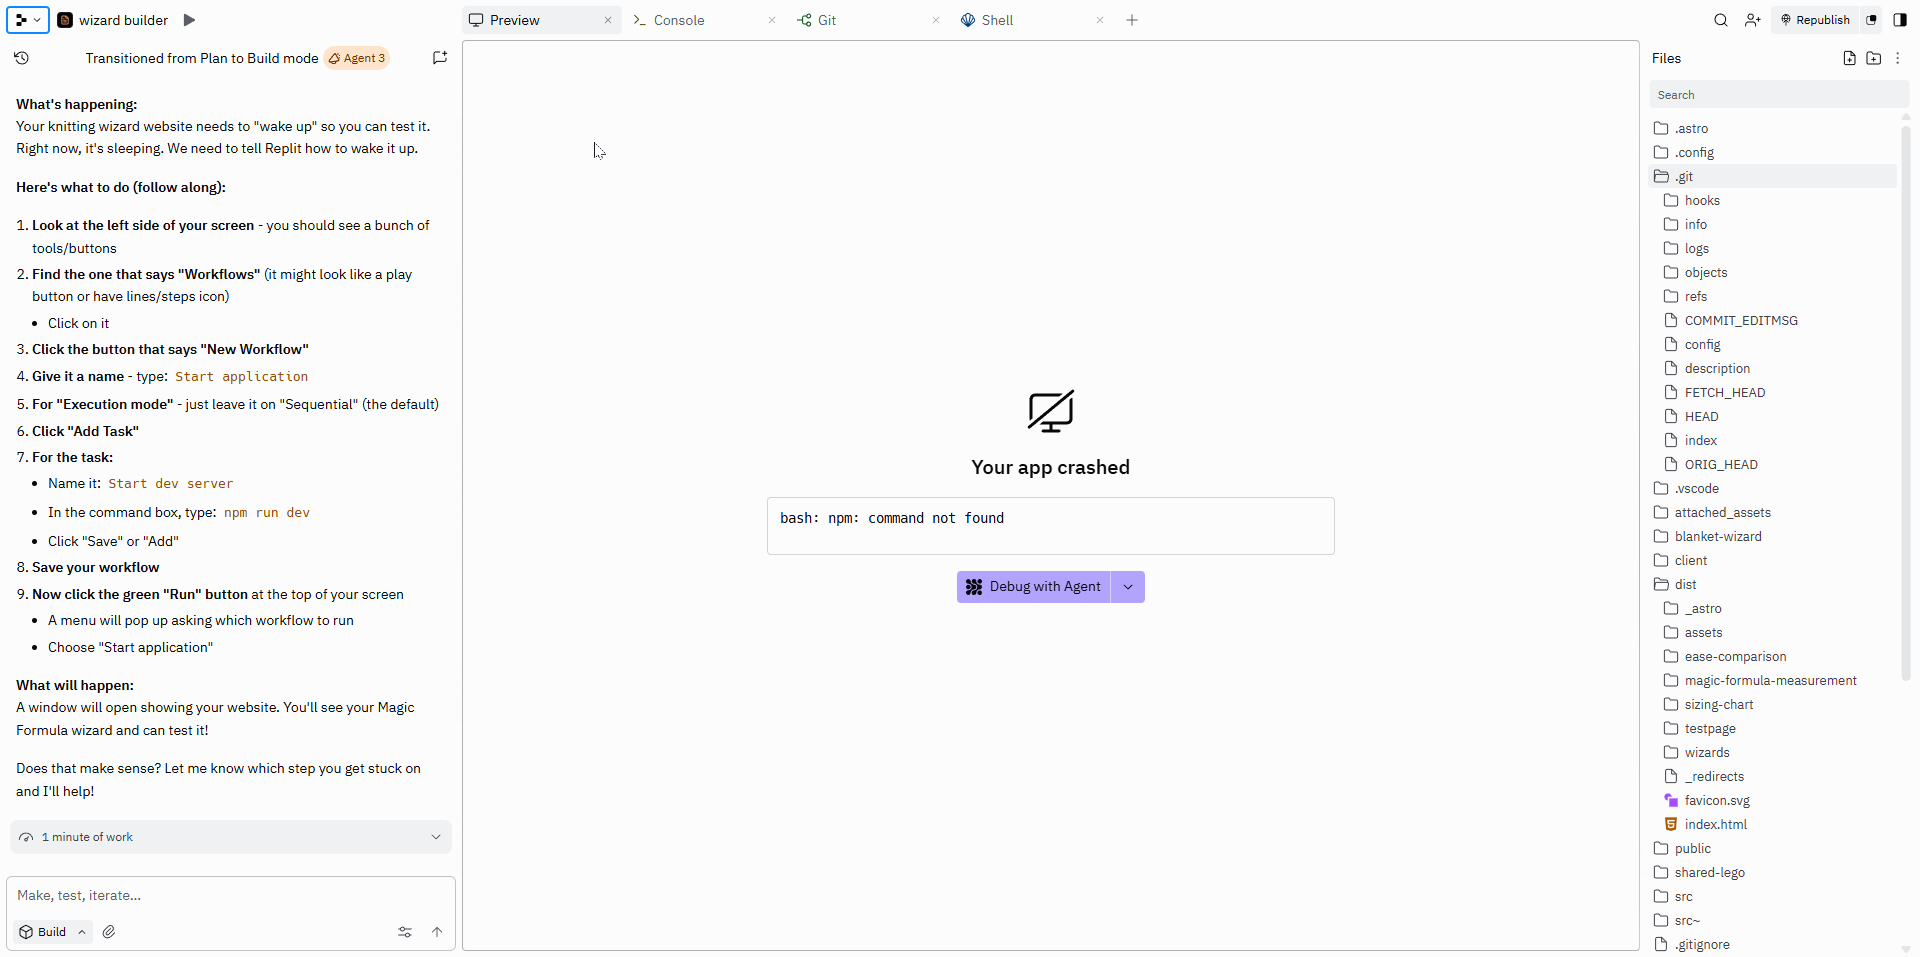 wizard builder
Preview
Console
Git
Shell
Republish
Transitioned from Plan to Build mode
Agent 3
What's happening:
Your knitting wizard website needs to "wake up" so you can test it.
Right now, it's sleeping. We need to tell Replit how to wake it up.
Here's what to do (follow along):
1. Look at the left side of your screen - you should see a bunch of
tools/buttons
2. Find the one that says "Workflows" (it might look like a play
button or have lines/steps icon)
• Click on it
3. Click the button that says "New Workflow"
4. Give it a name - type: Start application
5. For "Execution mode" - just leave it on "Sequential" (the default)
6. Click "Add Task"
7. For the task:
• Name it: Start dev server
• In the command box, type: npm run dev
• Click "Save" or "Add"
8. Save your workflow
9. Now click the green "Run" button at the top of your screen
• A menu will pop up asking which workflow to run
• Choose "Start application"
What will happen:
A window will open showing your website. You'll see your Magic
Formula wizard and can test it!
Does that make sense? Let me know which step you get stuck on
and I'll help!
1 minute of work
Make, test, iterate...
Build
Your app crashed
bash: npm: command not found
Debug with Agent
Files
Search
.astro
.config
.git
hooks
info
logs
objects
refs
COMMIT_EDITMSG
config
description
FETCH_HEAD
HEAD
index
ORIG_HEAD
.vscode
attached_assets
blanket-wizard
client
dist
_astro
assets
ease-comparison
magic-formula-measurement
sizing-chart
testpage
wizards
_redirects
favicon.svg
index.html
public
shared-lego
src
src~
.gitignore